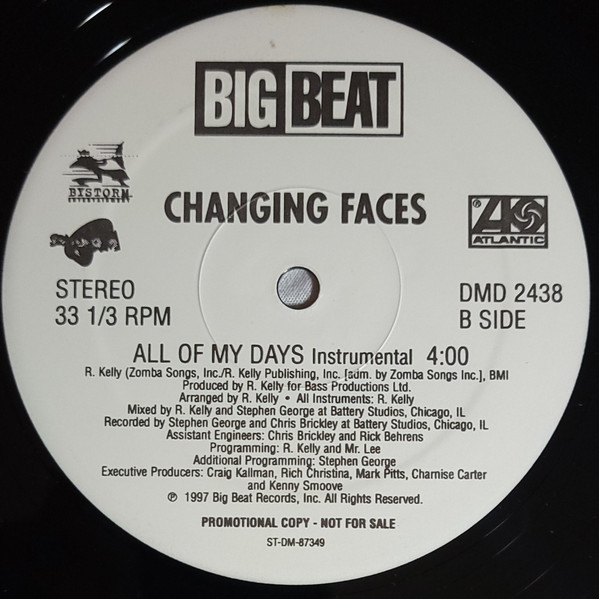 BIG BEAT
BYSTORM
ENTERTAINMENT
CHANGING FACES
ATLANTIC
STEREO
33 1/3 RPM
DMD 2438
B SIDE
ALL OF MY DAYS Instrumental 4:00
R. Kelly (Zomba Songs, Inc./R. Kelly Publishing, Inc. [adm. by Zomba Songs Inc.], BMI
Produced by R. Kelly for Bass Productions Ltd.
Arranged by R. Kelly • All Instruments: R. Kelly
Mixed by R. Kelly and Stephen George at Battery Studios, Chicago, IL
Recorded by Stephen George and Chris Brickley at Battery Studios, Chicago, IL
Assistant Engineers: Chris Brickley and Rick Behrens
Programming: R. Kelly and Mr. Lee
Additional Programming: Stephen George
Executive Producers: Craig Kallman, Rich Christina, Mark Pitts, Charnise Carter
and Kenny Smoove
℗ 1997 Big Beat Records, Inc. All Rights Reserved.
PROMOTIONAL COPY - NOT FOR SALE
ST-DM-87349